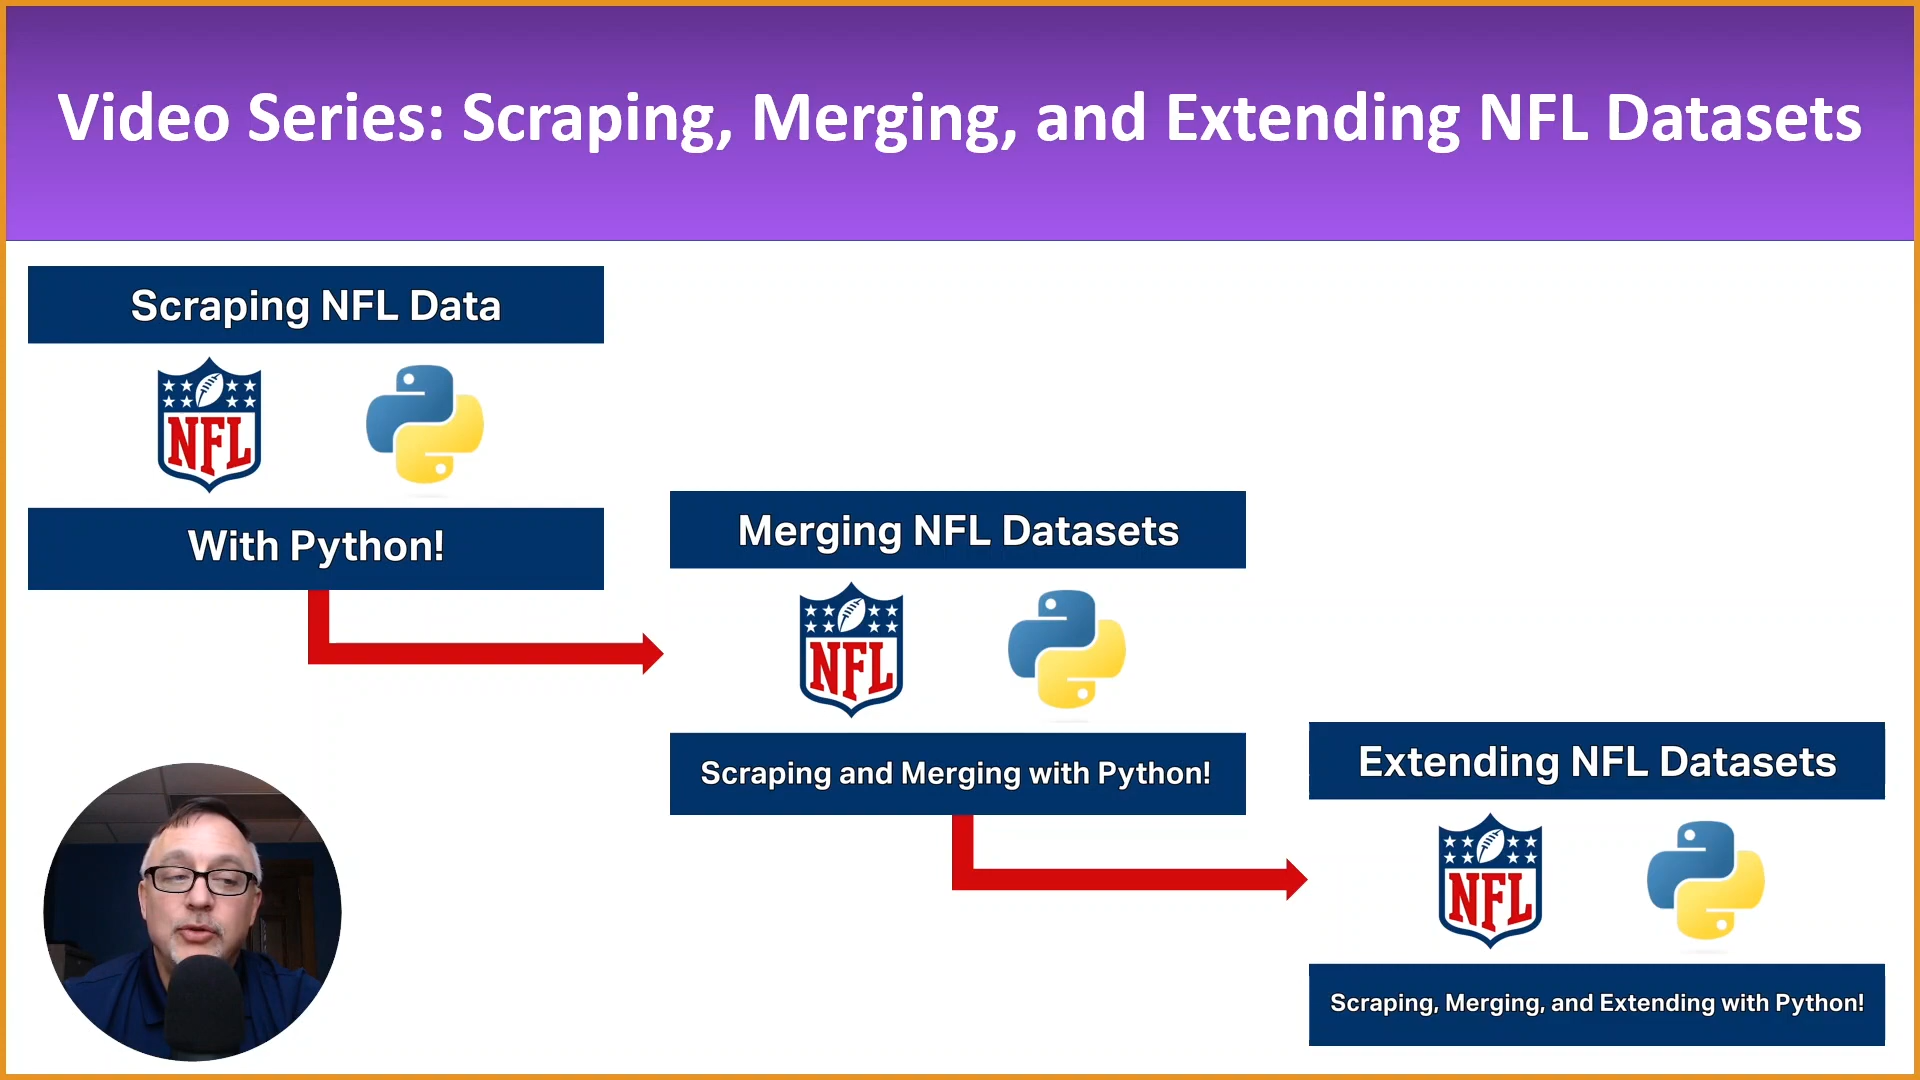 Video Series: Scraping, Merging, and Extending NFL Datasets
Scraping NFL Data
NFL
With Python!
Merging NFL Datasets
NFL
Scraping and Merging with Python!
Extending NFL Datasets
NFL
Scraping, Merging, and Extending with Python!